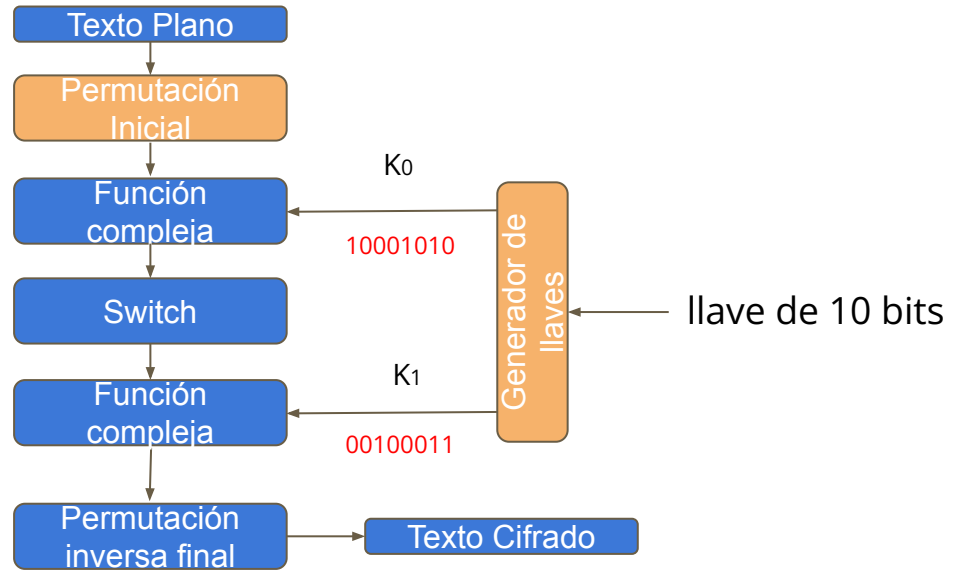 Texto Plano
Permutación
Inicial
K0
Función
compleja
10001010
Generador de
llaves
llave de 10 bits
Switch
K1
Función
compleja
00100011
Permutación
inversa final
Texto Cifrado